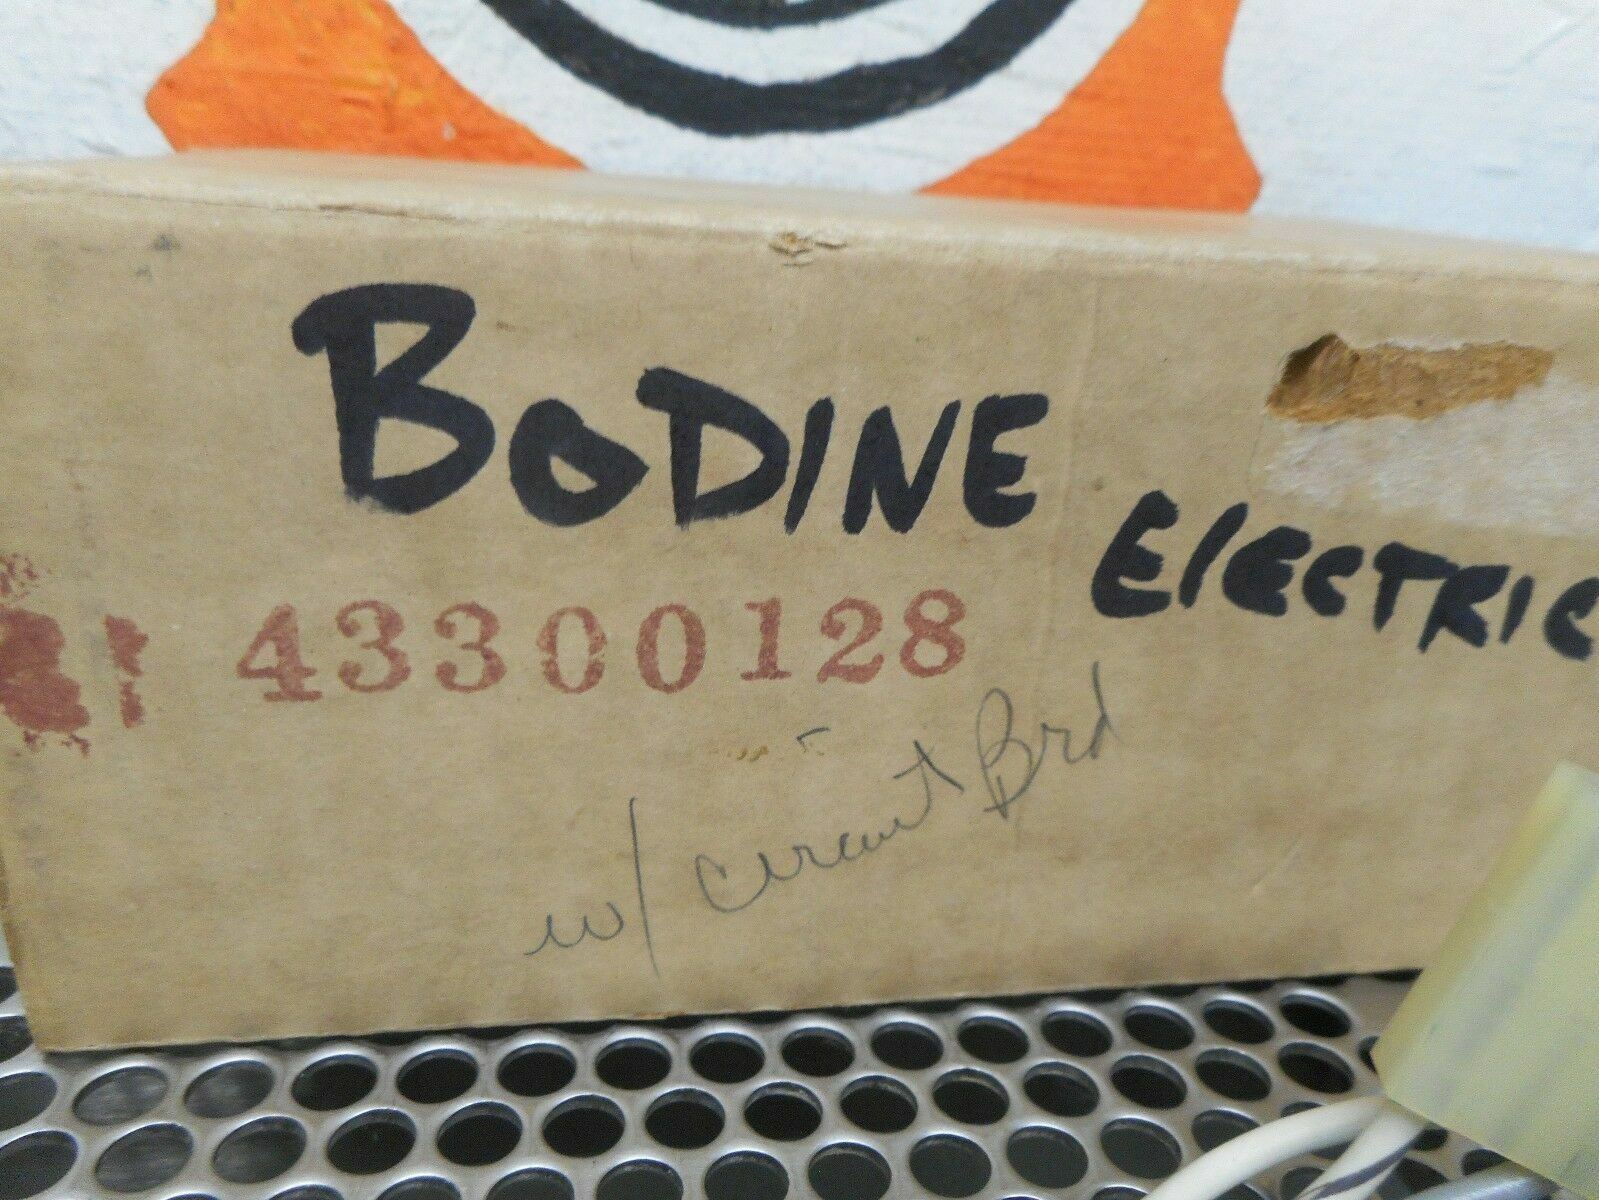 BODINE ELECTRIC
43300128
w/ circuit Brd